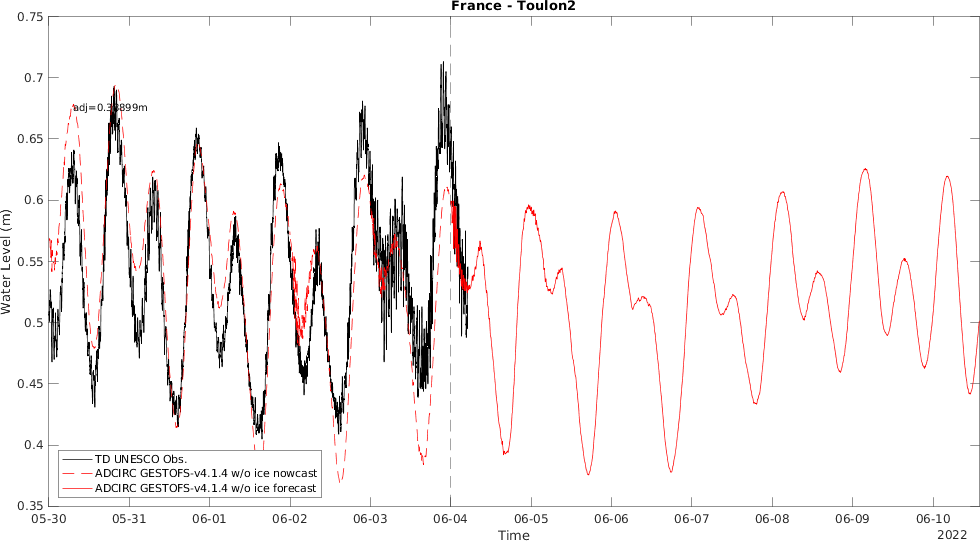 France - Toulon2
0.75
0.7
0.65
0.6
0.55
0.5
0.45
0.4
0.35
Water Level (m)
adj=0.33899m
TD UNESCO Obs.
ADCIRC GESTOFS-v4.1.4 w/o ice nowcast
ADCIRC GESTOFS-v4.1.4 w/o ice forecast
05-30 05-31 06-01 06-02 06-03 06-04 06-05 06-06 06-07 06-08 06-09 06-10
Time
2022